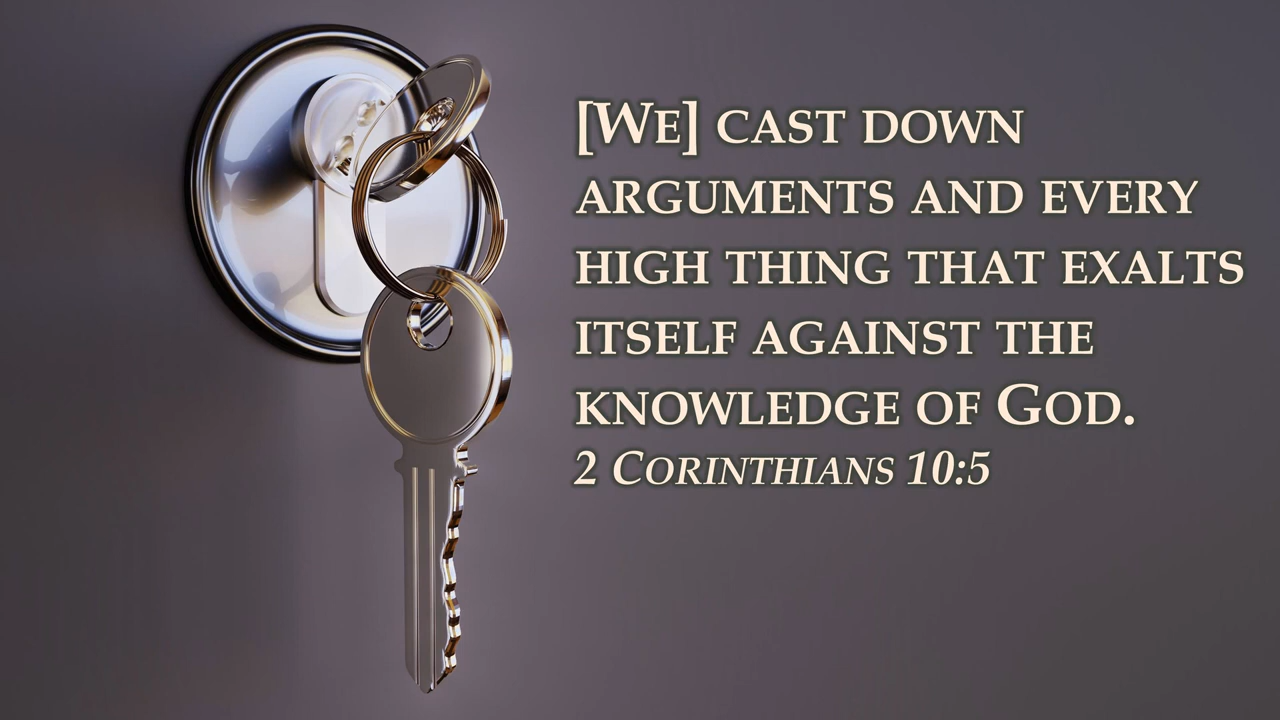 [We] cast down
arguments and every
high thing that exalts
itself against the
knowledge of God.
2 Corinthians 10:5